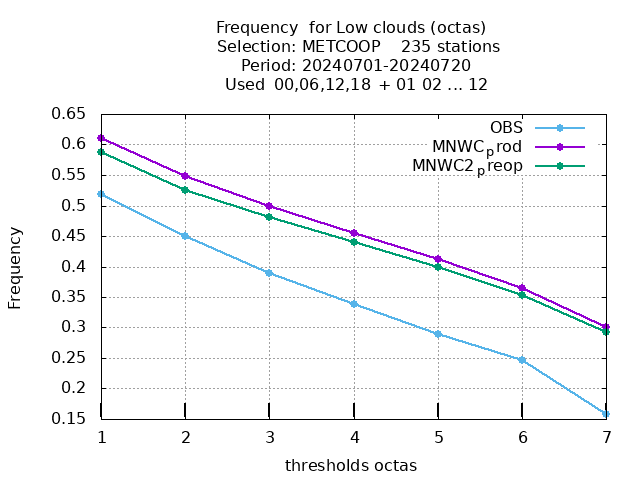 Frequency  for Low clouds (octas)
Selection: METCOOP    235 stations
Period: 20240701-20240720
Used  00,06,12,18 + 01 02 ... 12
OBS
MNWCprod
MNWC2preop
0.65
0.6
0.55
0.5
0.45
0.4
0.35
0.3
0.25
0.2
0.15
Frequency
1 2 3 4 5 6 7
thresholds octas